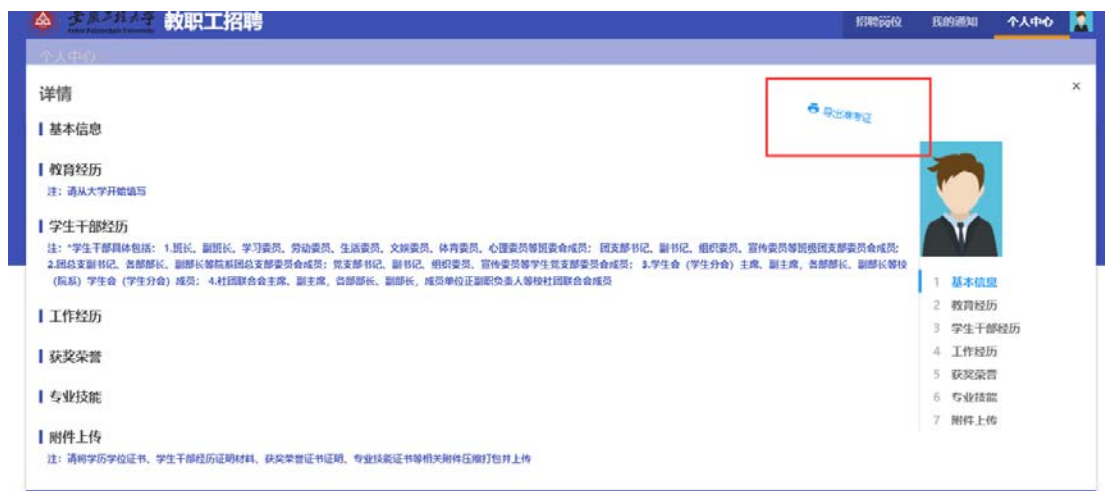 安徽工程大学 教职工招聘
招聘岗位 我的通知 个人中心
个人中心
详情
×
导出准考证
基本信息
教育经历
注：请从大学开始填写
学生干部经历
注：“学生干部具体包括：1.班长、副班长、学习委员、劳动委员、生活委员、文娱委员、体育委员、心理委员等班委会成员；团支部书记、副书记、组织委员、宣传委员等班级团支部委员会成员；
2.团总支副书记、各部部长、副部长等院系团总支部委员会成员；党支部书记、副书记、组织委员、宣传委员等学生党支部委员会成员；3.学生会（学生分会）主席、副主席，各部部长、副部长等校
（院系）学生会（学生分会）成员；4.社团联合会主席、副主席，各部部长、副部长，成员单位正副职负责人等校社团联合会成员
工作经历
获奖荣誉
专业技能
附件上传
注：请将学历学位证书、学生干部经历证明材料、获奖荣誉证书证明、专业技能证书等相关附件压缩打包并上传
1 基本信息
2 教育经历
3 学生干部经历
4 工作经历
5 获奖荣誉
6 专业技能
7 附件上传